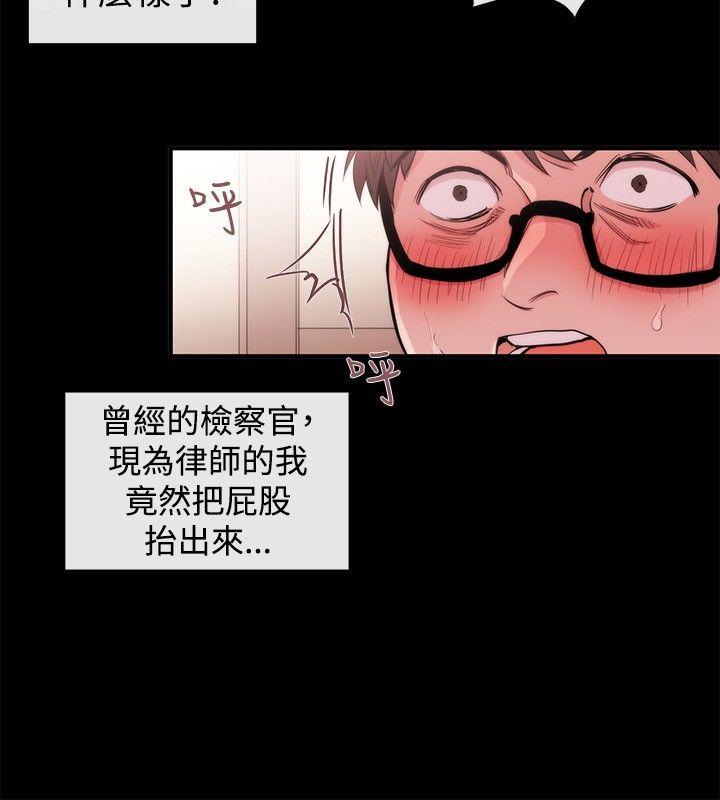 呼
呼
曾經的檢察官,
現為律師的我
竟然把屁股
抬出來...